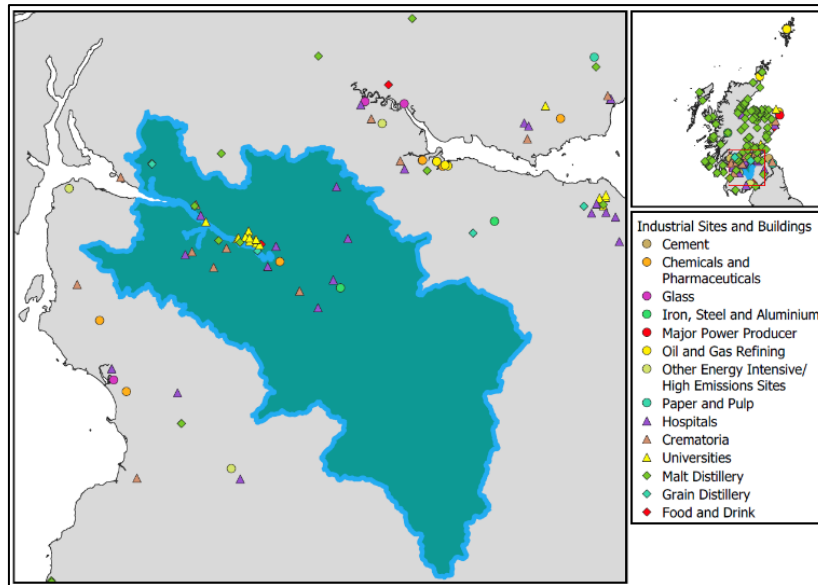 Industrial Sites and Buildings
Cement
Chemicals and
Pharmaceuticals
Glass
Iron, Steel and Aluminium
Major Power Producer
Oil and Gas Refining
Other Energy Intensive/
High Emissions Sites
Paper and Pulp
Hospitals
Crematoria
Universities
Malt Distillery
Grain Distillery
Food and Drink